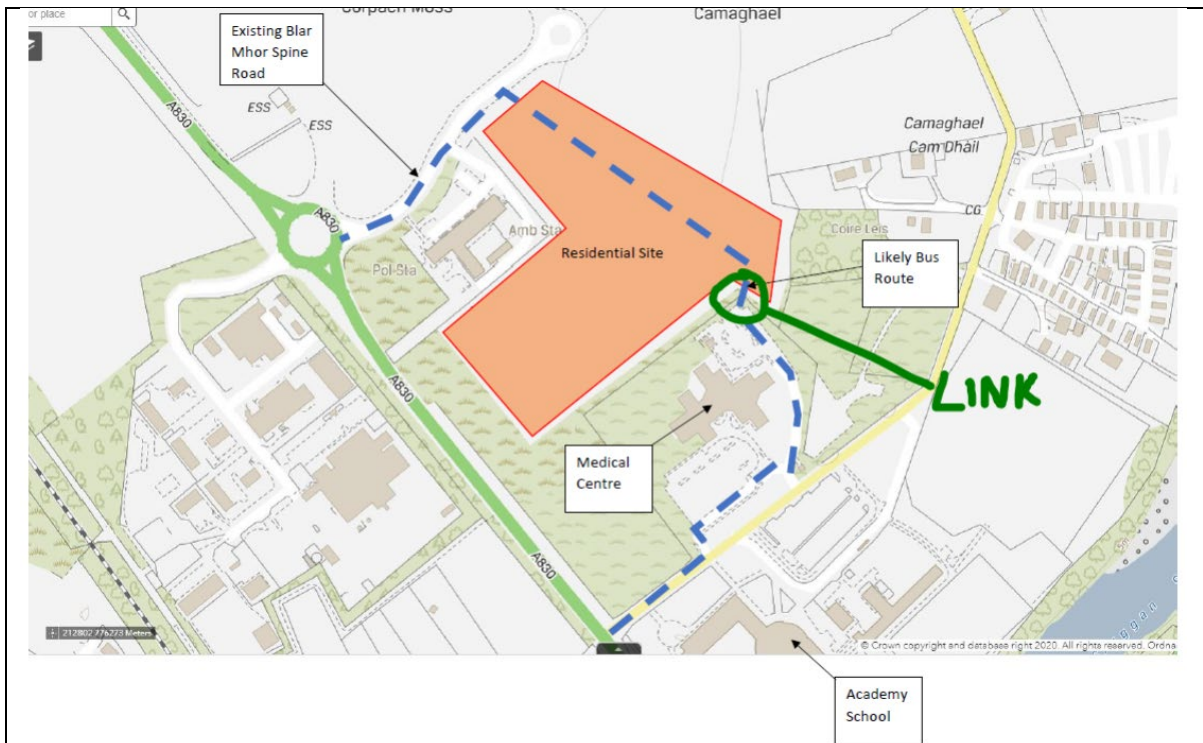 or place
Corpach Moss
Camaghael
Existing Blar
Mhor Spine
Road
A830
ESS
ESS
Camaghael
Cam Dhàil
CG
A830
Amb Sta
Pol Sta
Residential Site
Coire Leis
Likely Bus
Route
LINK
A830
Medical
Centre
A830
212802 776273 Meters
© Crown copyright and database right 2020. All rights reserved. Ordna
Academy
School